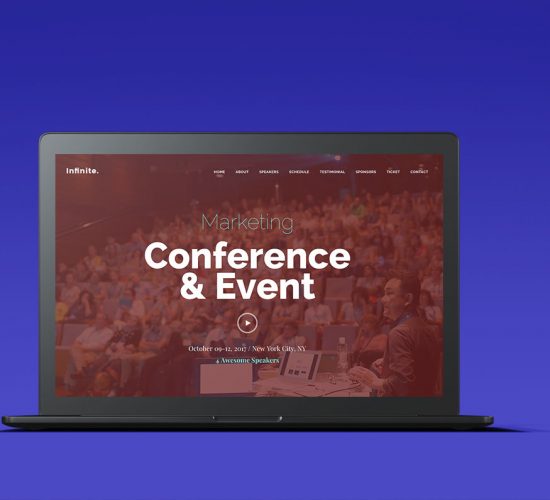 Infinite.
HOME ABOUT SPEAKERS SCHEDULE TESTIMONIAL SPONSORS TICKET CONTACT
Marketing
Conference
& Event
October 09-12, 2017 / New York City, NY
4 Awesome Speakers